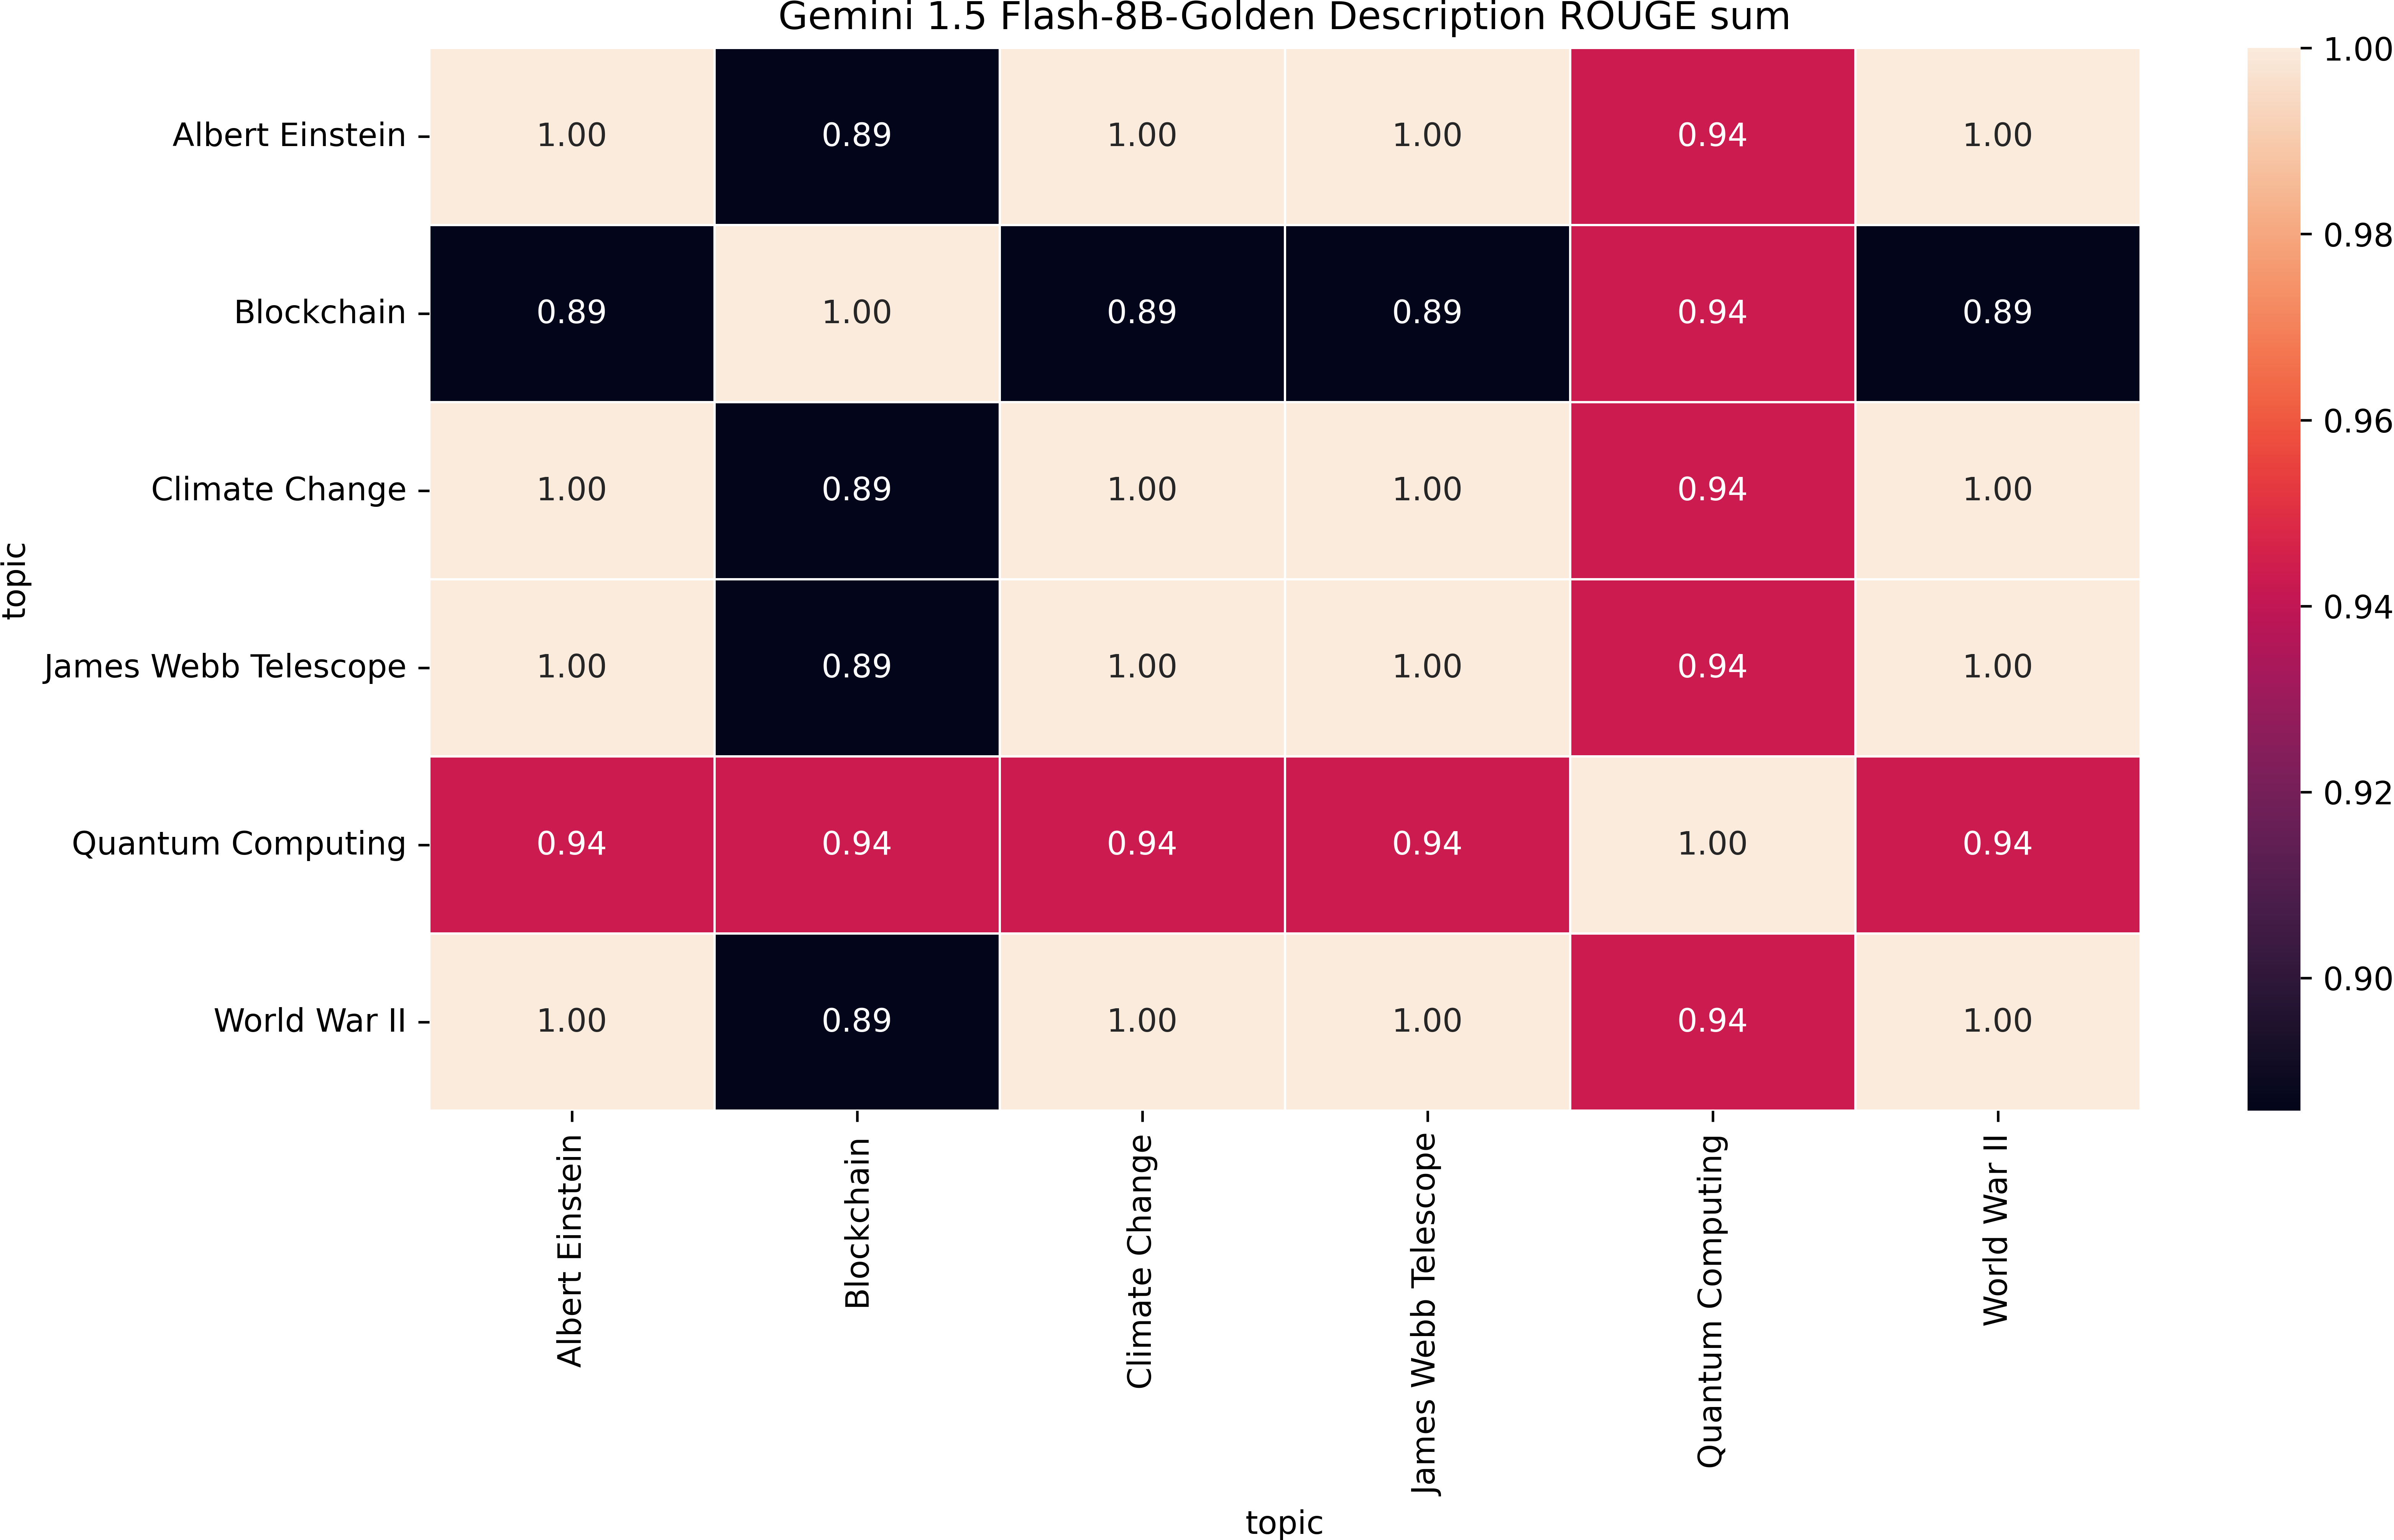 Gemini 1.5 Flash-8B-Golden Description ROUGE sum
topic
Albert Einstein 1.00 0.89 1.00 1.00 0.94 1.00
Blockchain 0.89 1.00 0.89 0.89 0.94 0.89
Climate Change 1.00 0.89 1.00 1.00 0.94 1.00
James Webb Telescope 1.00 0.89 1.00 1.00 0.94 1.00
Quantum Computing 0.94 0.94 0.94 0.94 1.00 0.94
World War II 1.00 0.89 1.00 1.00 0.94 1.00
Albert Einstein
Blockchain
Climate Change
James Webb Telescope
Quantum Computing
World War II
topic
1.00
0.98
0.96
0.94
0.92
0.90